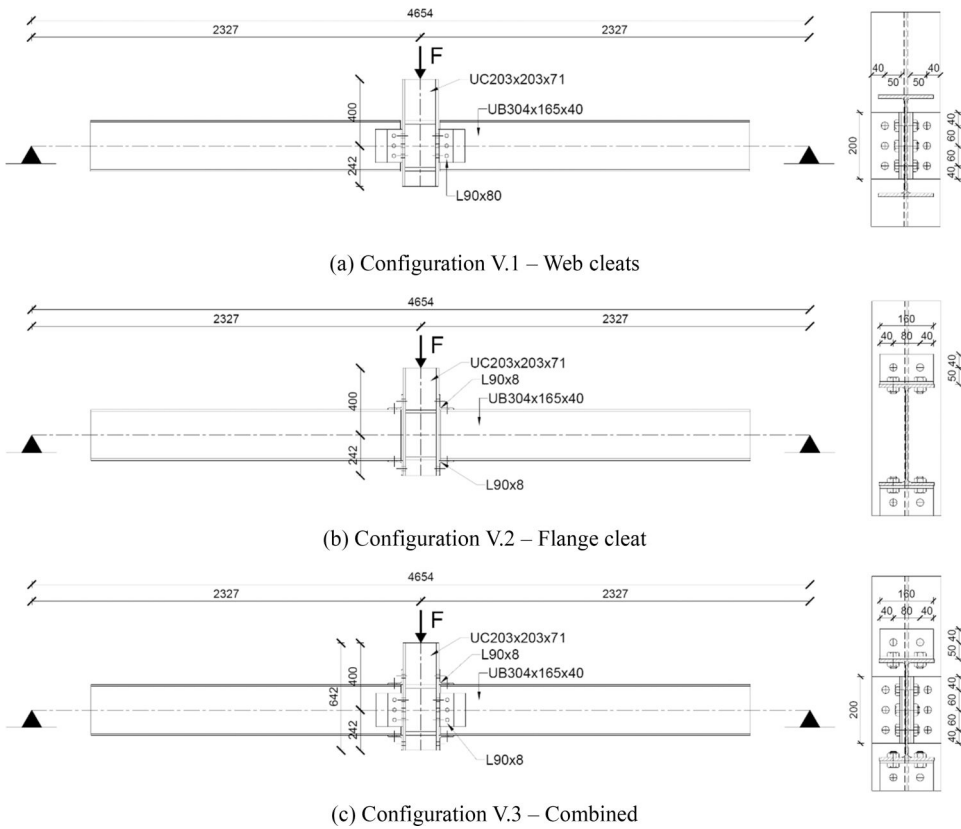 4654
2327
2327
F
UC203x203x71
UB304x165x40
400
242
L90x80
40
40
50
50
200
40
60
60
40
(a) Configuration V.1 – Web cleats
4654
2327
2327
F
UC203x203x71
L90x8
UB304x165x40
400
242
L90x8
160
40
80
40
40
50
(b) Configuration V.2 – Flange cleat
4654
2327
2327
F
UC203x203x71
L90x8
UB304x165x40
642
400
242
L90x8
160
40
80
40
40
50
200
40
60
60
40
(c) Configuration V.3 – Combined